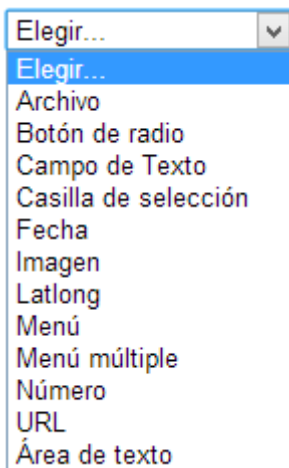 Elegir...
Elegir...
Archivo
Botón de radio
Campo de Texto
Casilla de selección
Fecha
Imagen
Latlong
Menú
Menú múltiple
Número
URL
Área de texto